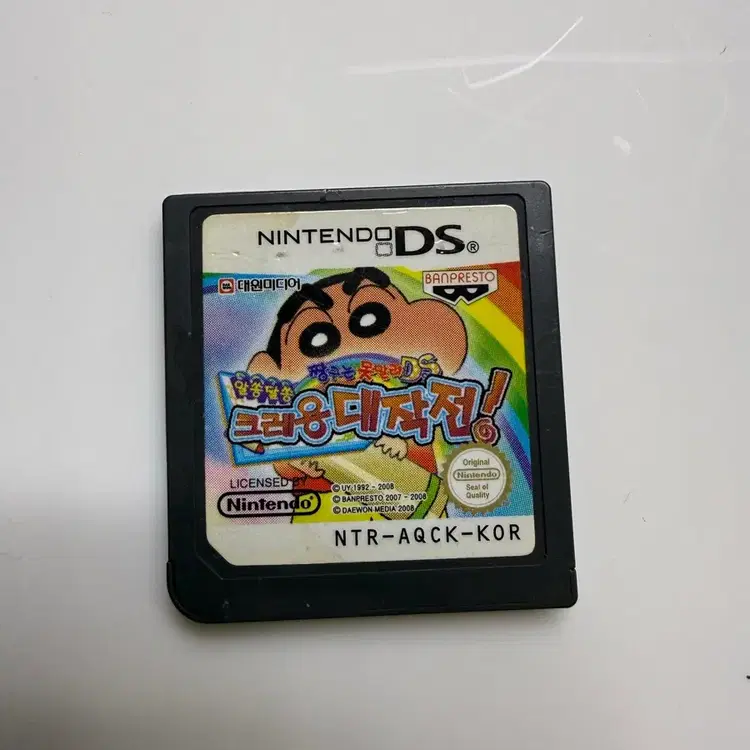 NINTENDO DS®
대원미디어
BANPRESTO
짱구는 못말려 DS
알쏭달쏭
크레용 대작전!
LICENSED BY
Nintendo
© UY 1992 - 2008
© BANPRESTO 2007 - 2008
© DAEWON MEDIA 2008
Original
Nintendo
Seal of
Quality
NTR-AQCK-KOR